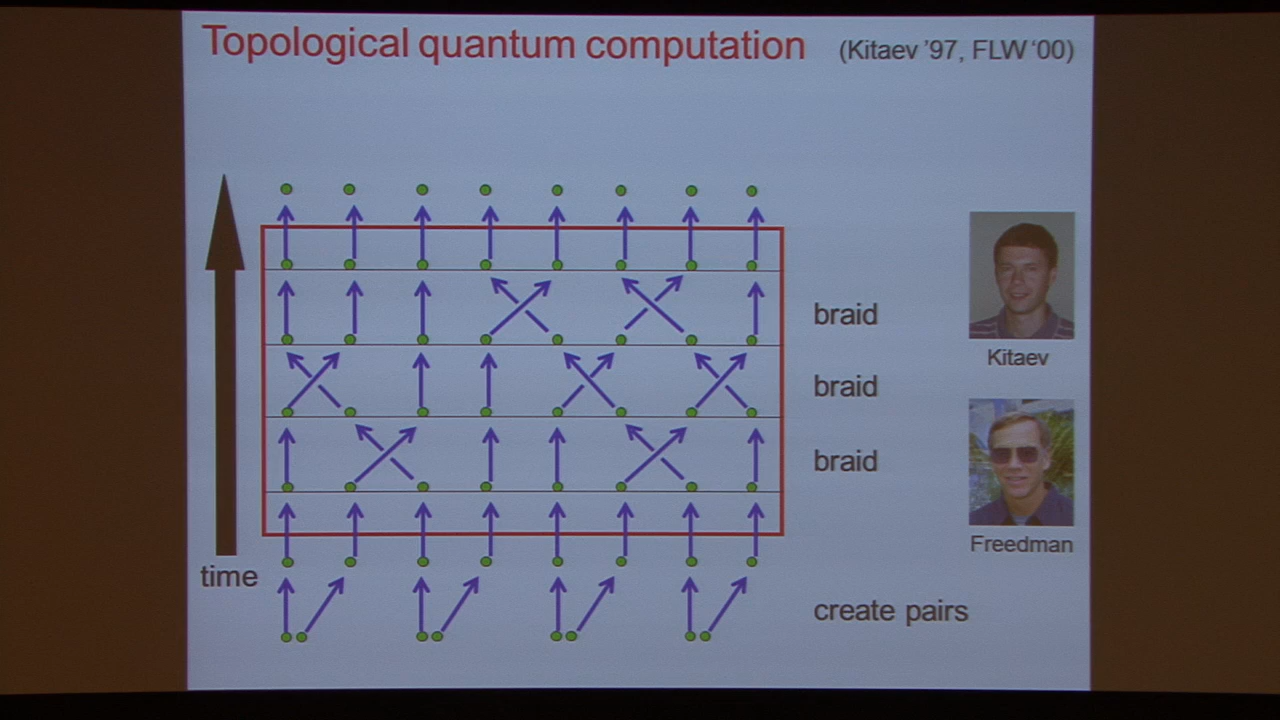 Topological quantum computation (Kitaev '97, FLW '00)
braid
Kitaev
braid
braid
Freedman
time
create pairs